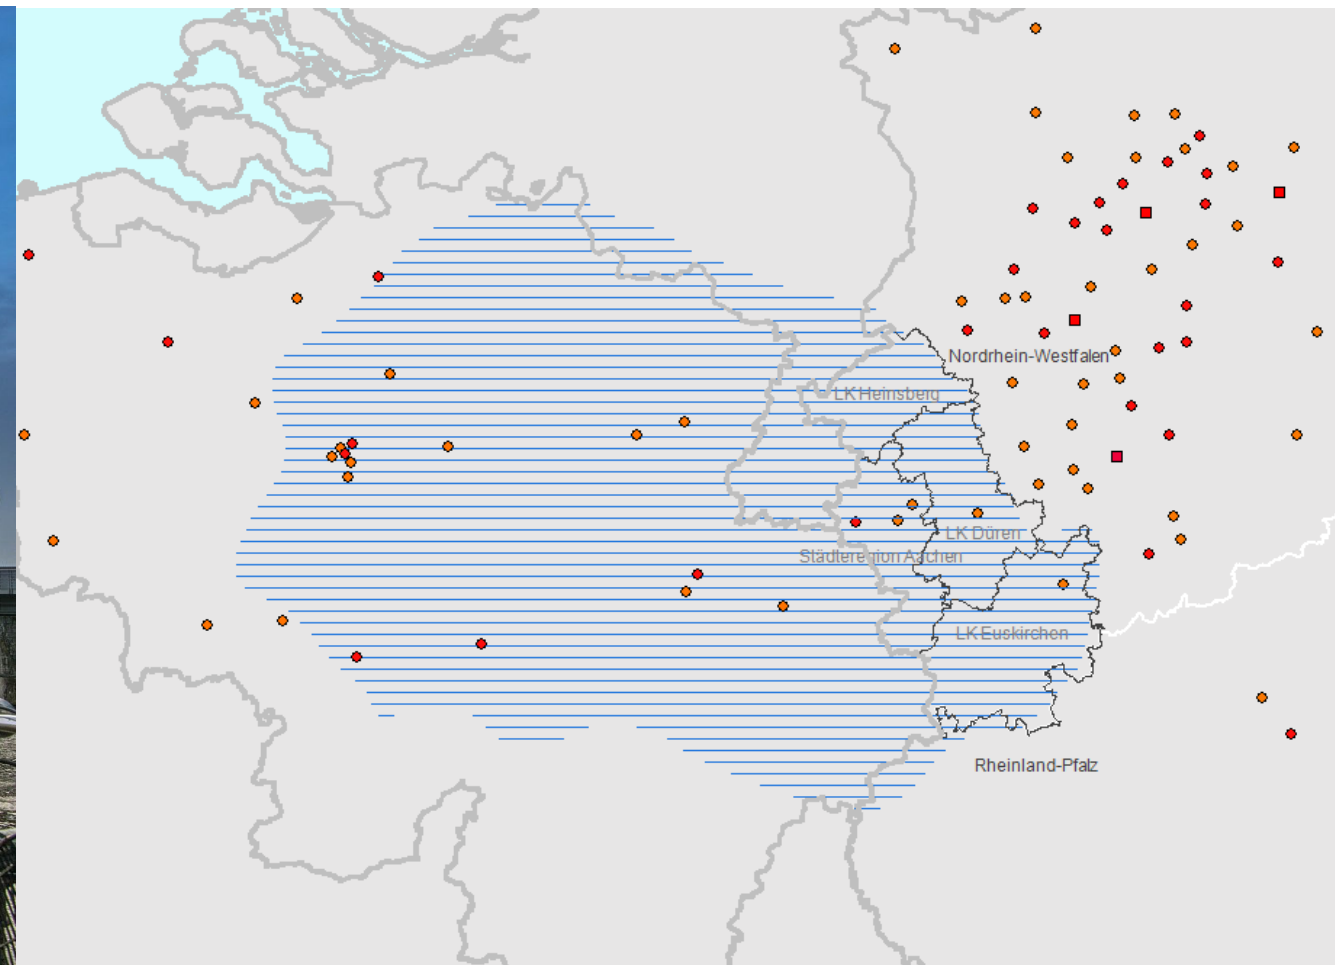 Nordrhein-Westfalen
LK Heinsberg
LK Düren
Städteregion Aachen
LK Euskirchen
Rheinland-Pfalz